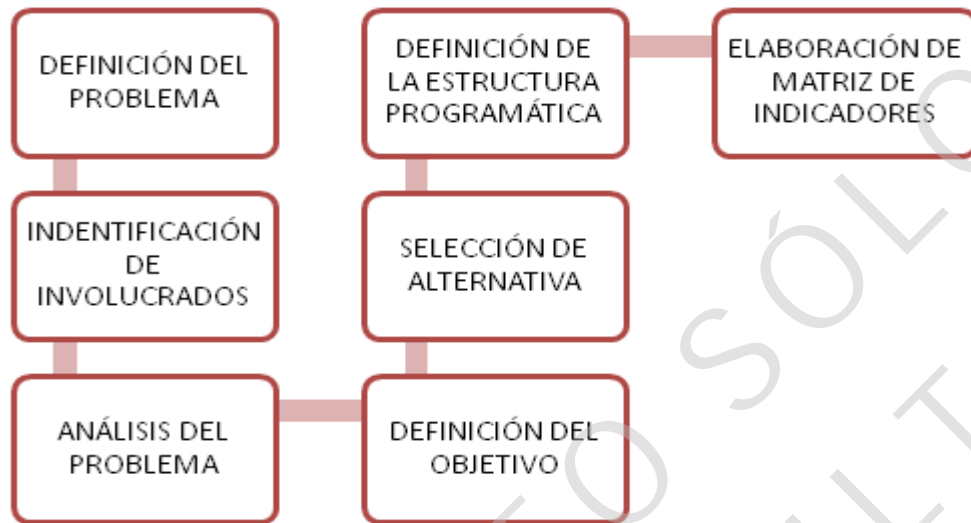 DEFINICIÓN DEL
PROBLEMA
INDENTIFICACIÓN
DE
INVOLUCRADOS
ANÁLISIS DEL
PROBLEMA
DEFINICIÓN DEL
OBJETIVO
SELECCIÓN DE
ALTERNATIVA
DEFINICIÓN DE
LA ESTRUCTURA
PROGRAMÁTICA
ELABORACIÓN DE
MATRIZ DE
INDICADORES
SÓLO